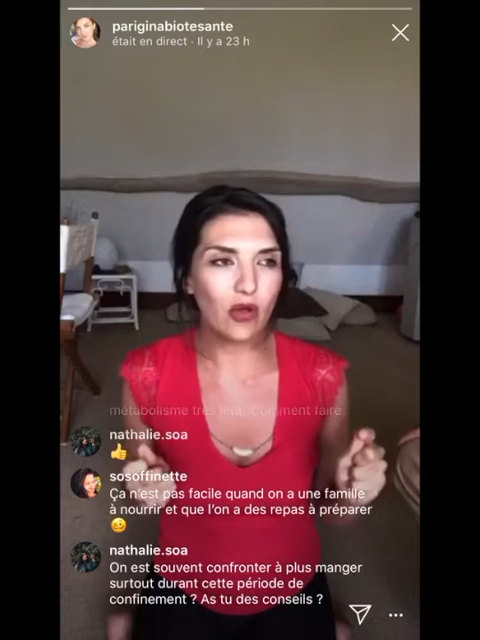 pariginabiotesante
était en direct · Il y a 23 h
métabolisme très lent. Comment faire.
nathalie.soa
👍
sosoffinette
Ça n'est pas facile quand on a une famille
à nourrir et que l'on a des repas à préparer
🥴
nathalie.soa
On est souvent confronter à plus manger
surtout durant cette période de
confinement ? As tu des conseils ?